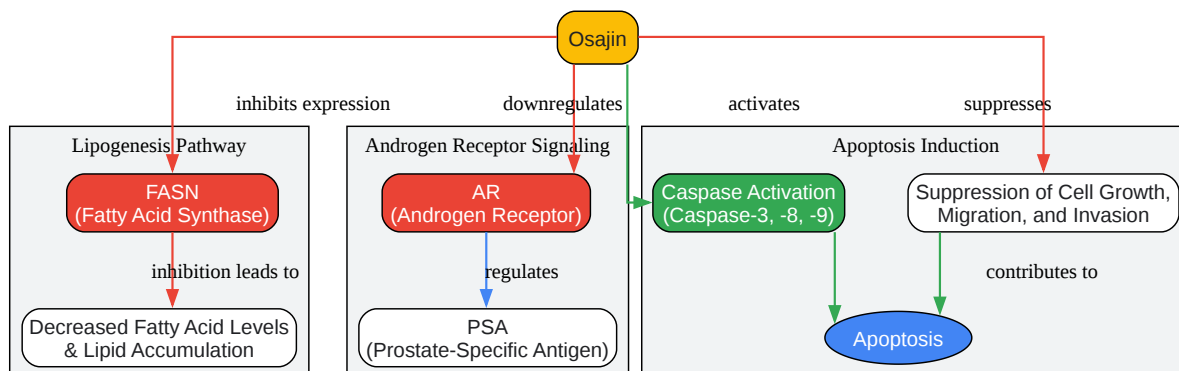 Osajin
inhibits expression
downregulates
activates
suppresses
Lipogenesis Pathway
Androgen Receptor Signaling
Apoptosis Induction
FASN
(Fatty Acid Synthase)
AR
(Androgen Receptor)
Caspase Activation
(Caspase-3, -8, -9)
Suppression of Cell Growth,
Migration, and Invasion
inhibition leads to
regulates
contributes to
Decreased Fatty Acid Levels
& Lipid Accumulation
PSA
(Prostate-Specific Antigen)
Apoptosis